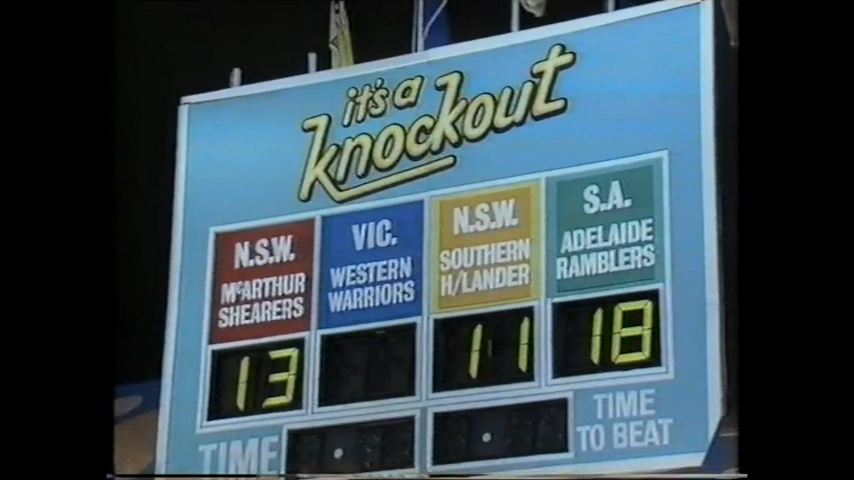 it's a
knockout
N.S.W. VIC. N.S.W. S.A.
McARTHUR WESTERN SOUTHERN ADELAIDE
SHEARERS WARRIORS H/LANDER RAMBLERS
13 11 18
TIME TIME
TO BEAT